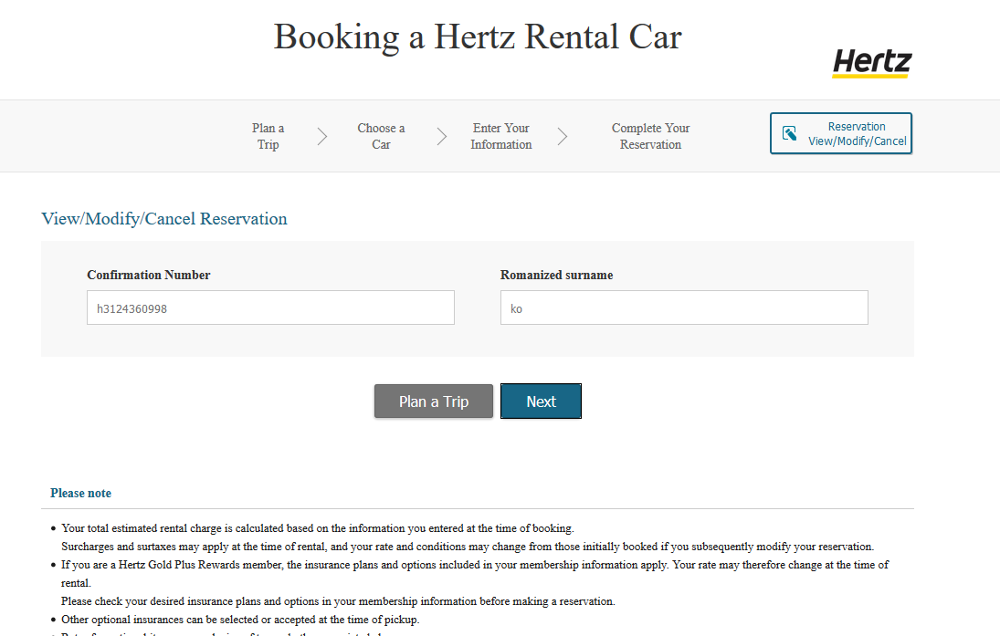 Booking a Hertz Rental Car
Hertz
Plan a
Trip
Choose a
Car
Enter Your
Information
Complete Your
Reservation
Reservation
View/Modify/Cancel
View/Modify/Cancel Reservation
Confirmation Number
Romanized surname
h3124360998
ko
Plan a Trip
Next
Please note
• Your total estimated rental charge is calculated based on the information you entered at the time of booking.
Surcharges and surtaxes may apply at the time of rental, and your rate and conditions may change from those initially booked if you subsequently modify your reservation.
• If you are a Hertz Gold Plus Rewards member, the insurance plans and options included in your membership information apply. Your rate may therefore change at the time of
rental.
Please check your desired insurance plans and options in your membership information before making a reservation.
• Other optional insurances can be selected or accepted at the time of pickup.